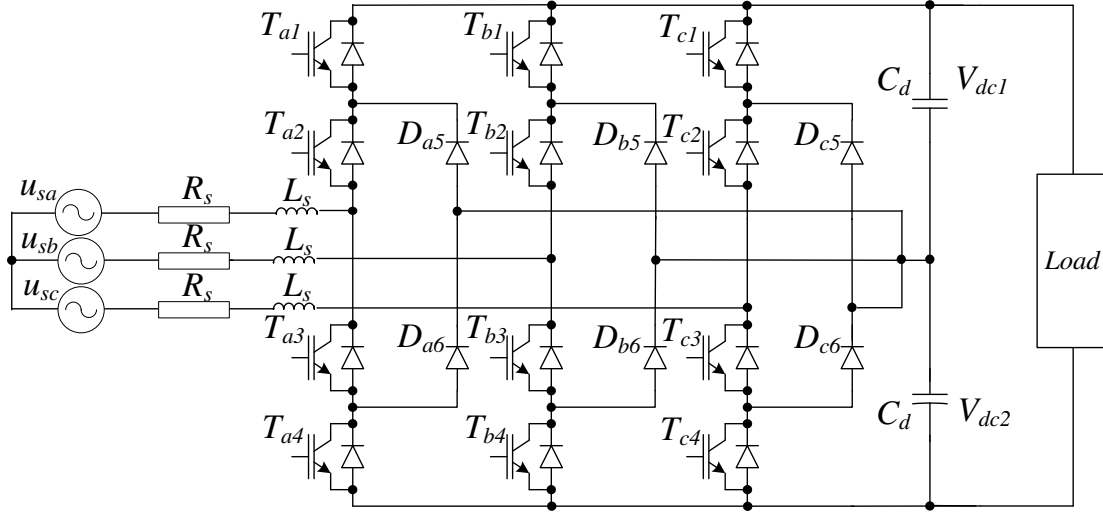 T_a1 T_b1 T_c1
C_d V_dc1
T_a2 D_a5 T_b2 D_b5 T_c2 D_c5
u_sa R_s L_s
u_sb R_s L_s
Load
u_sc R_s L_s
T_a3 D_a6 T_b3 D_b6 T_c3 D_c6
C_d V_dc2
T_a4 T_b4 T_c4